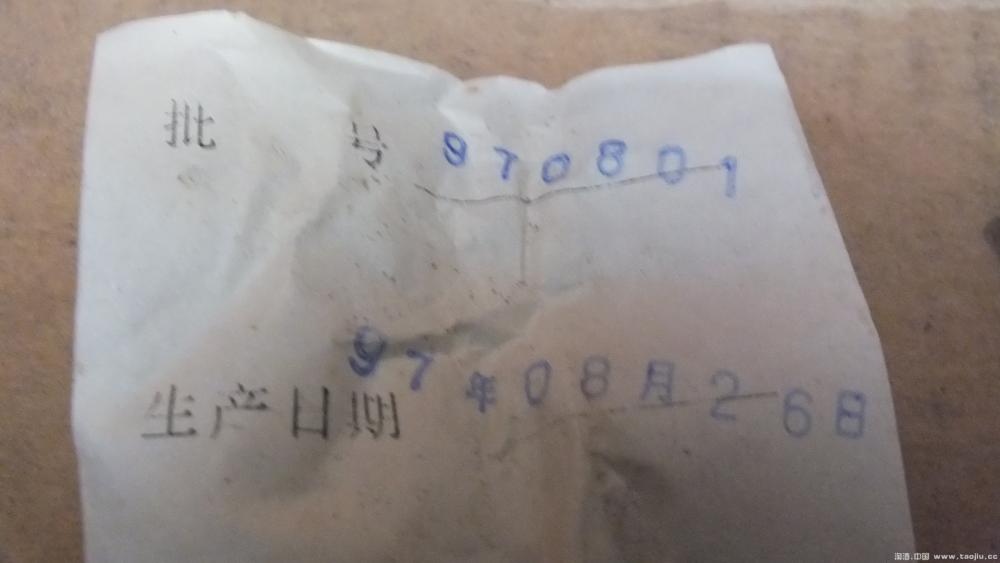 批 号 970801
生产日期 97年08月26日
淘酒.中国 www.taojiu.cc